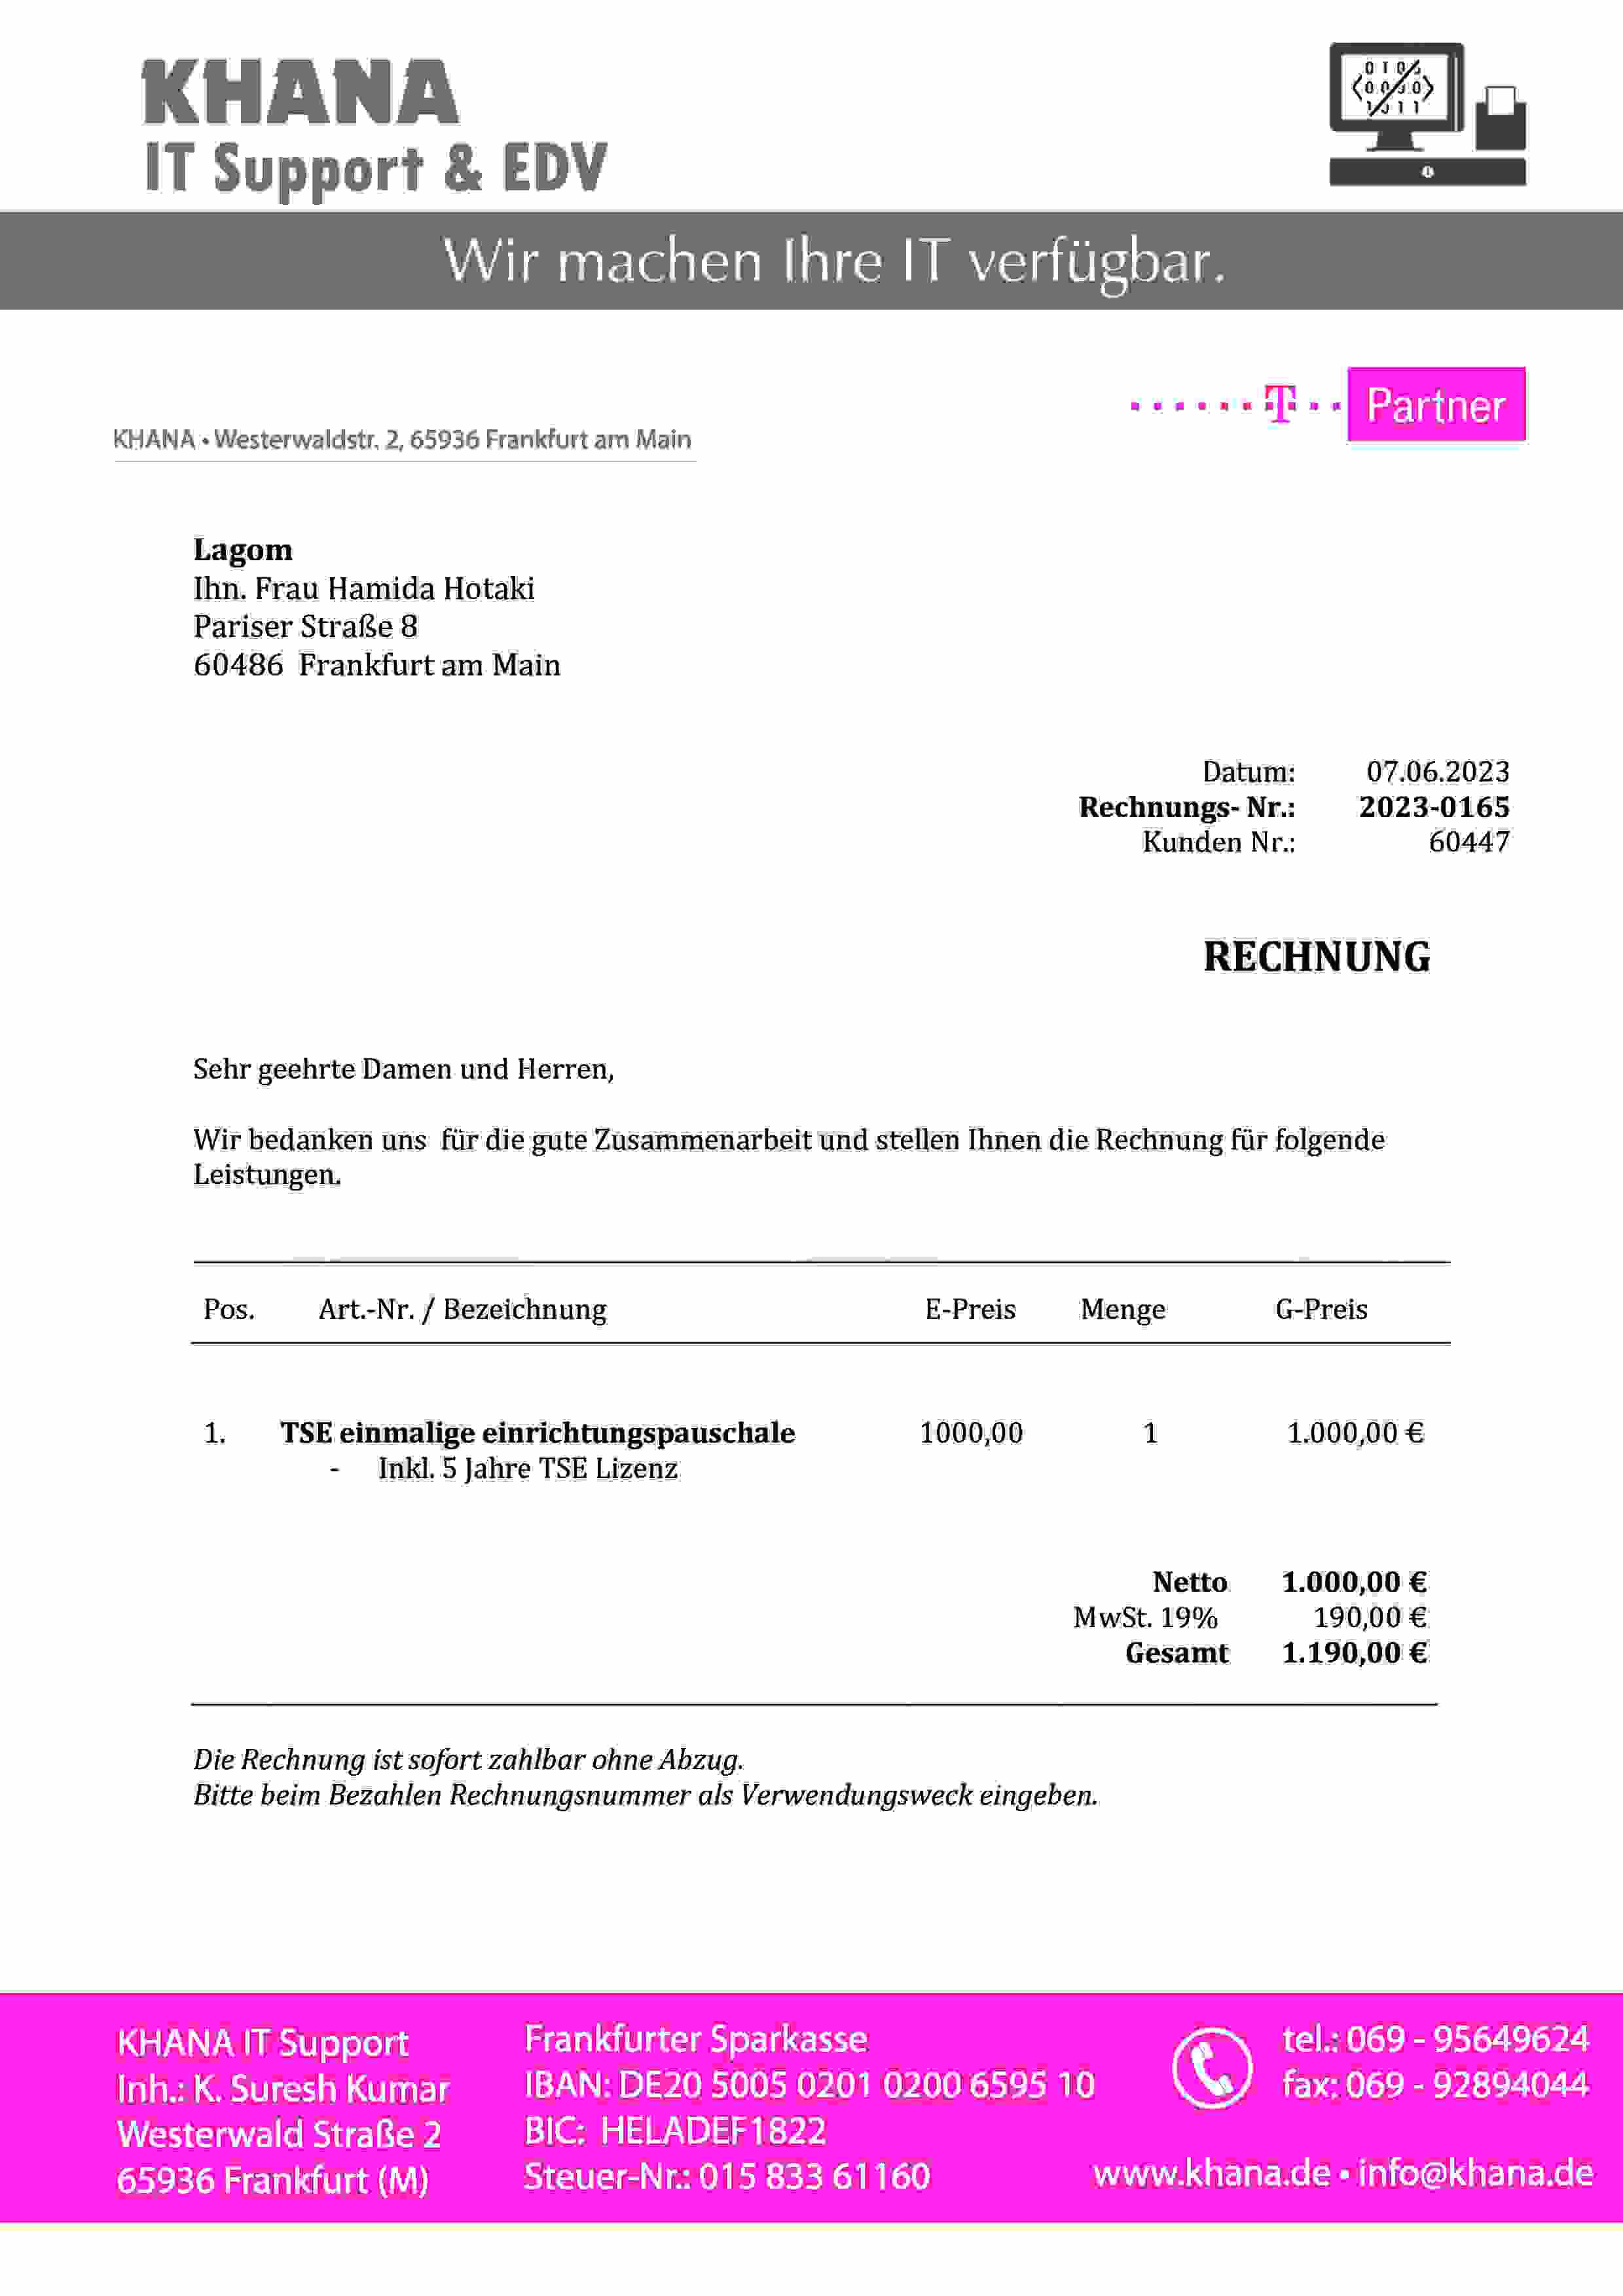 KHANA
IT Support & EDV
Wir machen Ihre IT verfügbar.
T Partner
KHANA • Westerwaldstr. 2, 65936 Frankfurt am Main
Lagom
Ihn. Frau Hamida Hotaki
Pariser Straße 8
60486 Frankfurt am Main
Datum: 07.06.2023
Rechnungs- Nr.: 2023-0165
Kunden Nr.: 60447
RECHNUNG
Sehr geehrte Damen und Herren,
Wir bedanken uns für die gute Zusammenarbeit und stellen Ihnen die Rechnung für folgende
Leistungen.
Pos. Art.-Nr. / Bezeichnung E-Preis Menge G-Preis
1. TSE einmalige einrichtungspauschale 1000,00 1 1.000,00 €
- Inkl. 5 Jahre TSE Lizenz
Netto 1.000,00 €
MwSt. 19% 190,00 €
Gesamt 1.190,00 €
Die Rechnung ist sofort zahlbar ohne Abzug.
Bitte beim Bezahlen Rechnungsnummer als Verwendungsweck eingeben.
KHANA IT Support
Inh.: K. Suresh Kumar
Westerwald Straße 2
65936 Frankfurt (M)
Frankfurter Sparkasse
IBAN: DE20 5005 0201 0200 6595 10
BIC: HELADEF1822
Steuer-Nr.: 015 833 61160
tel.: 069 - 95649624
fax: 069 - 92894044
www.khana.de • info@khana.de